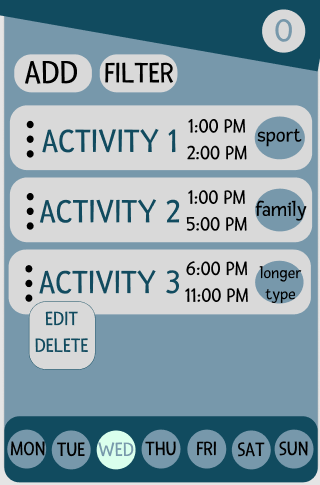 0
ADD FILTER
ACTIVITY 1 1:00 PM sport
2:00 PM
ACTIVITY 2 1:00 PM family
5:00 PM
ACTIVITY 3 6:00 PM longer
11:00 PM type
EDIT
DELETE
MON TUE WED THU FRI SAT SUN